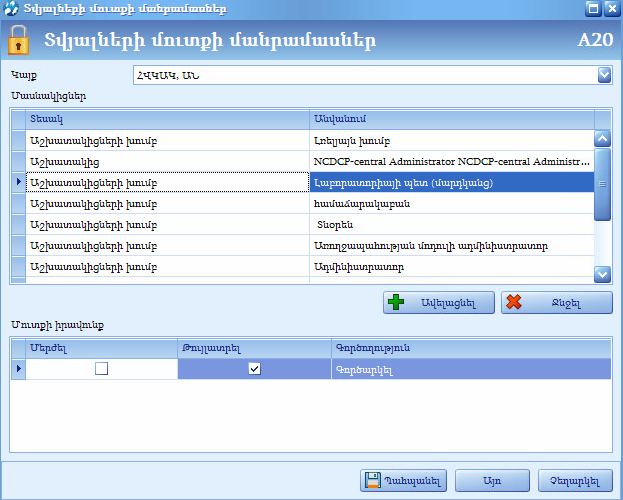 Տվյալների մուտքի մանրամասներ
Տվյալների մուտքի մանրամասներ A20
Կայք ՀՎԿԱԿ, ԱՆ
Մասնակիցներ
Տեսակ Անվանում
Աշխատակիցների խումբ Լռելյայն խումբ
Աշխատակից NCDCP-central Administrator NCDCP-central Administr...
Աշխատակիցների խումբ Լաբորատորիայի պետ (մարդկանց)
Աշխատակիցների խումբ համաճարակաբան
Աշխատակիցների խումբ Տնօրեն
Աշխատակիցների խումբ Առողջապահության մոդուլի ադմինիստրատոր
Աշխատակիցների խումբ Ադմինիստրատոր
Ավելացնել Ջնջել
Մուտքի իրավունք
Մերժել Թույլատրել Գործողություն
Գործարկել
Պահպանել Այո Չեղարկել